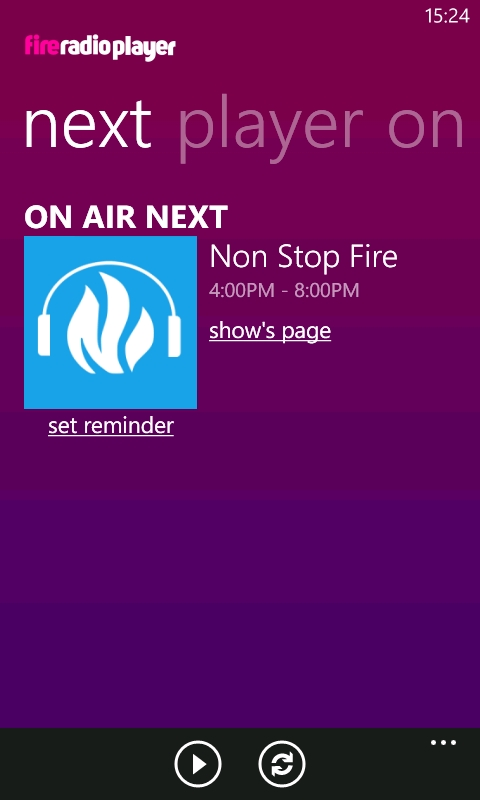 15:24
fireradioplayer
next player on
ON AIR NEXT
Non Stop Fire
4:00PM - 8:00PM
show's page
set reminder